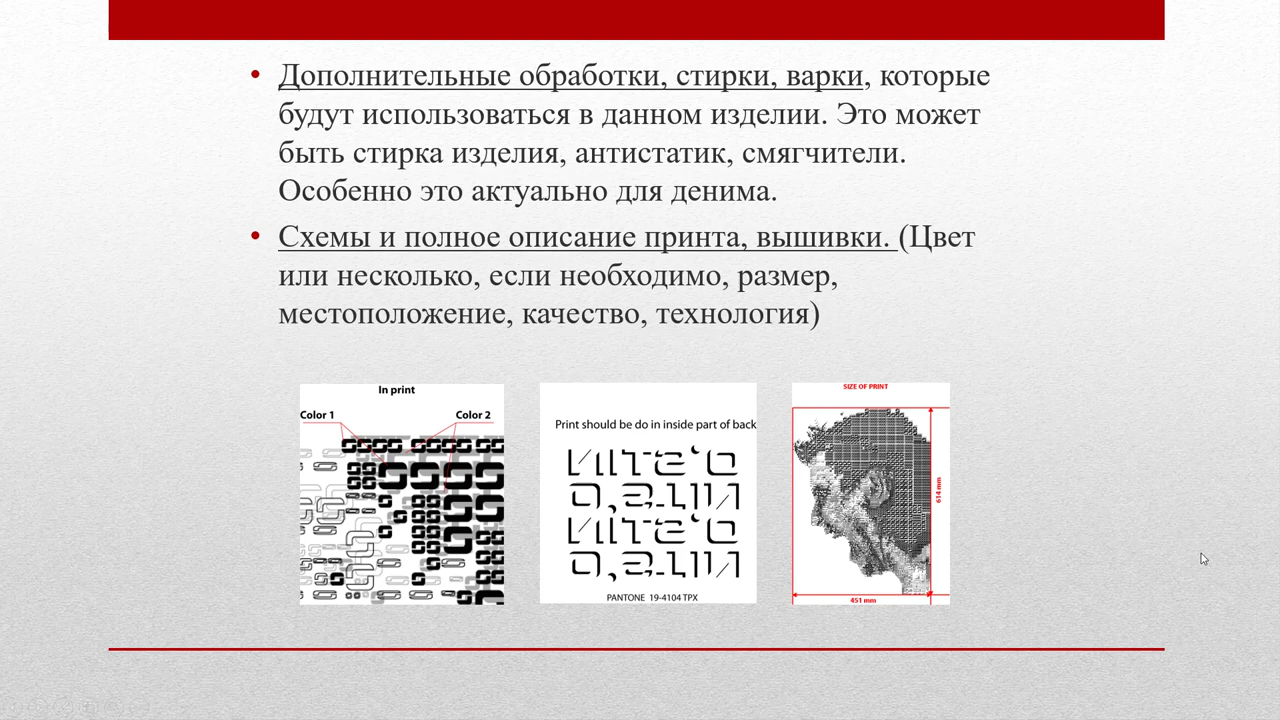 • Дополнительные обработки, стирки, варки, которые
будут использоваться в данном изделии. Это может
быть стирка изделия, антистатик, смягчители.
Особенно это актуально для денима.
• Схемы и полное описание принта, вышивки. (Цвет
или несколько, если необходимо, размер,
местоположение, качество, технология)
In print
Color 1
Color 2
Print should be do in inside part of back
PANTONE 19-4104 TPX
SIZE OF PRINT
614 mm
451 mm